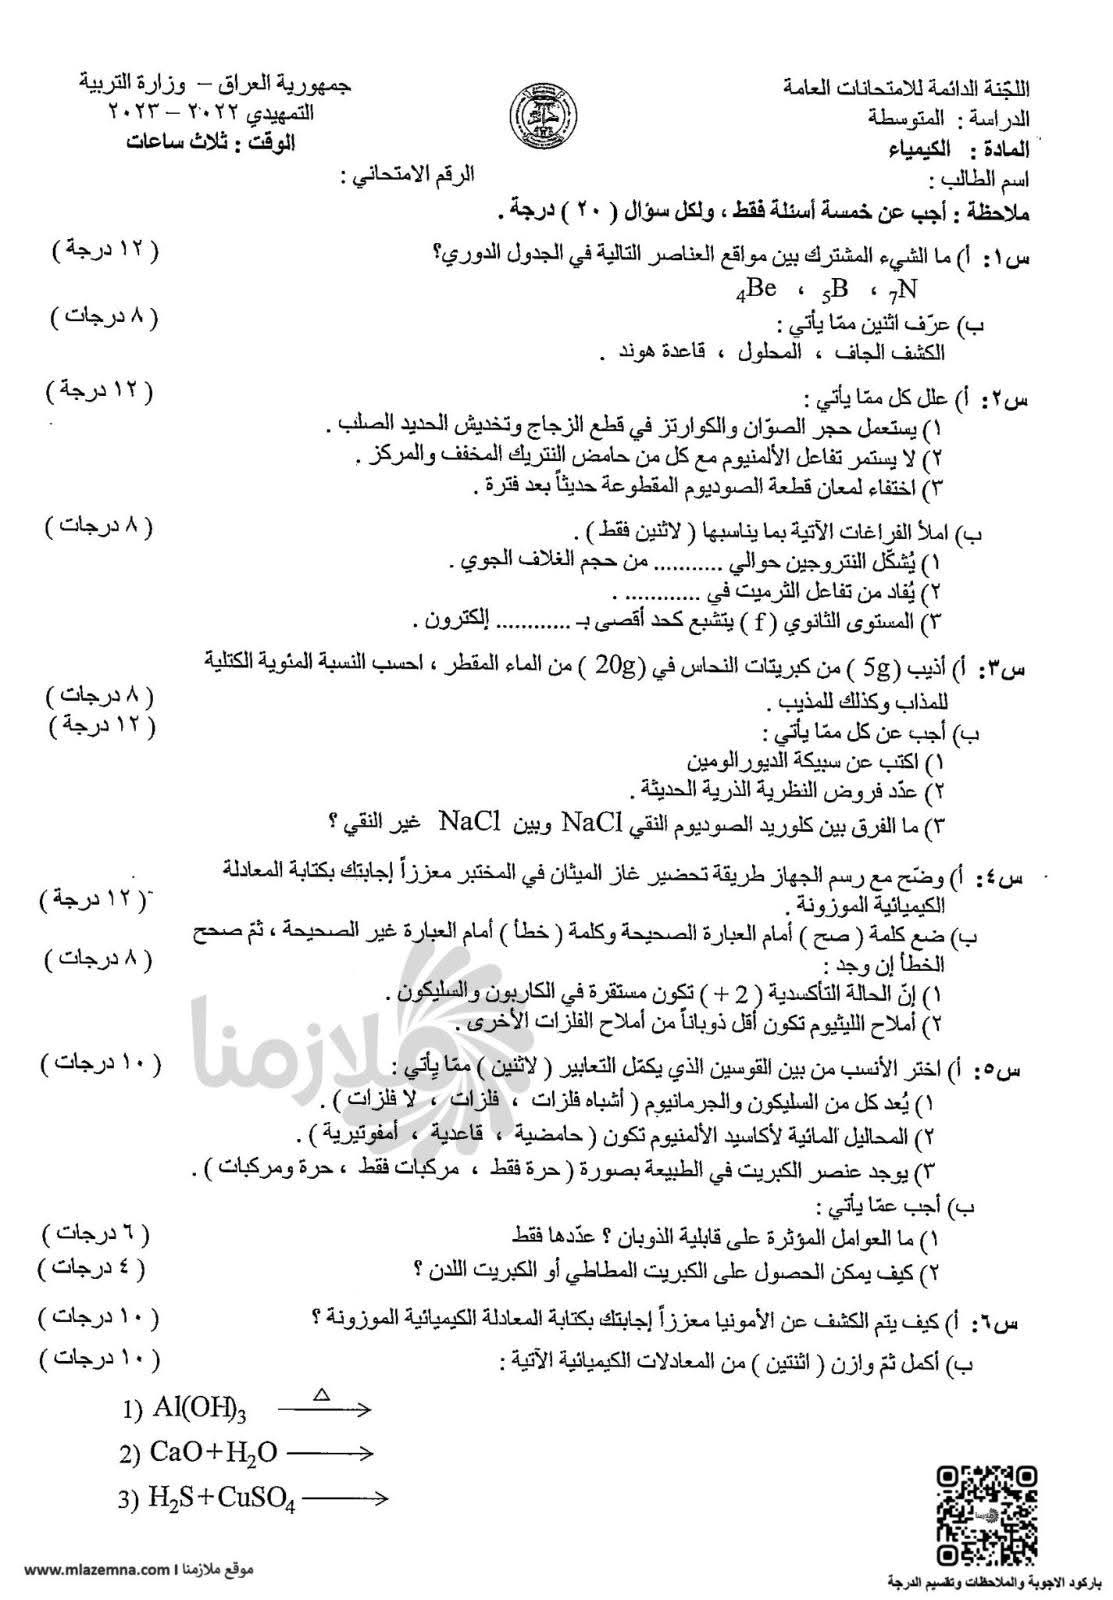 اللجنة الدائمة للامتحانات العامة
الدراسة : المتوسطة
المادة : الكيمياء
اسم الطالب :
جمهورية العراق – وزارة التربية
التمهيدي ٢٠٢٢ – ٢٠٢٣
الوقت : ثلاث ساعات
الرقم الامتحاني :
ملاحظة : أجب عن خمسة أسئلة فقط ، ولكل سؤال ( ٢٠ ) درجة .
س١: أ) ما الشيء المشترك بين مواقع العناصر التالية في الجدول الدوري؟ ( ١٢ درجة )
₄Be ، ₅B ، ₇N
ب) عرّف اثنين ممّا يأتي : ( ٨ درجات )
الكشف الجاف ، المحلول ، قاعدة هوند .
س٢: أ) علل كل ممّا يأتي : ( ١٢ درجة )
١) يستعمل حجر الصوّان والكوارتز في قطع الزجاج وتخديش الحديد الصلب .
٢) لا يستمر تفاعل الألمنيوم مع كل من حامض النتريك المخفف والمركز .
٣) اختفاء لمعان قطعة الصوديوم المقطوعة حديثاً بعد فترة .
ب) املأ الفراغات الآتية بما يناسبها ( لاثنين فقط ) . ( ٨ درجات )
١) يُشكّل النتروجين حوالي ........... من حجم الغلاف الجوي .
٢) يُفاد من تفاعل الثرميت في ............ .
٣) المستوى الثانوي ( f ) يتشبع كحد أقصى بـ ............ إلكترون .
س٣: أ) أذيب ( 5g ) من كبريتات النحاس في ( 20g ) من الماء المقطر ، احسب النسبة المئوية الكتلية
للمذاب وكذلك للمذيب . ( ٨ درجات )
ب) أجب عن كل ممّا يأتي : ( ١٢ درجة )
١) اكتب عن سبيكة الديورالومين
٢) عدّد فروض النظرية الذرية الحديثة .
٣) ما الفرق بين كلوريد الصوديوم النقي NaCl وبين NaCl غير النقي ؟
س٤: أ) وضّح مع رسم الجهاز طريقة تحضير غاز الميثان في المختبر معززاً إجابتك بكتابة المعادلة
الكيميائية الموزونة . ( ١٢ درجة )
ب) ضع كلمة ( صح ) أمام العبارة الصحيحة وكلمة ( خطأ ) أمام العبارة غير الصحيحة ، ثمّ صحح
الخطأ إن وجد : ( ٨ درجات )
١) إنّ الحالة التأكسدية ( 2 + ) تكون مستقرة في الكاربون والسليكون .
٢) أملاح الليثيوم تكون أقل ذوباناً من أملاح الفلزات الأخرى .
ملازمنا
س٥: أ) اختر الأنسب من بين القوسين الذي يكمّل التعابير ( لاثنين ) ممّا يأتي : ( ١٠ درجات )
١) يُعد كل من السليكون والجرمانيوم ( أشباه فلزات ، فلزات ، لا فلزات ) .
٢) المحاليل المائية لأكاسيد الألمنيوم تكون ( حامضية ، قاعدية ، أمفوتيرية ) .
٣) يوجد عنصر الكبريت في الطبيعة بصورة ( حرة فقط ، مركبات فقط ، حرة ومركبات ) .
ب) أجب عمّا يأتي :
١) ما العوامل المؤثرة على قابلية الذوبان ؟ عدّدها فقط ( ٦ درجات )
٢) كيف يمكن الحصول على الكبريت المطاطي أو الكبريت اللدن ؟ ( ٤ درجات )
س٦: أ) كيف يتم الكشف عن الأمونيا معززاً إجابتك بكتابة المعادلة الكيميائية الموزونة ؟ ( ١٠ درجات )
ب) أكمل ثمّ وازن ( اثنتين ) من المعادلات الكيميائية الآتية : ( ١٠ درجات )
1) Al(OH)₃ —△→
2) CaO+H₂O ⟶
3) H₂S+CuSO₄ ⟶
ملازمنا
باركود الاجوبة والملاحظات وتقسيم الدرجة
موقع ملازمنا | www.mlazemna.com